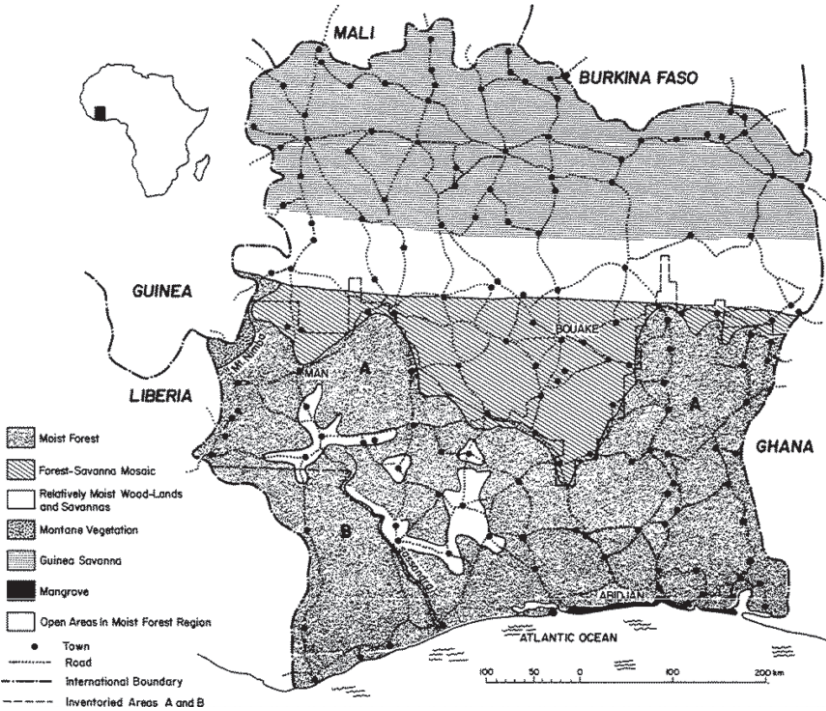 MALI
BURKINA FASO
GUINEA
BOUAKE
Mt Nimba
MAN
A
A
LIBERIA
GHANA
B
ABIDJAN
ATLANTIC OCEAN
Moist Forest
Forest-Savanna Mosaic
Relatively Moist Wood-Lands
and Savannas
Montane Vegetation
Guinea Savanna
Mangrove
Open Areas In Moist Forest Region
Town
Road
International Boundary
Inventoried Areas A and B
100 50 0 100 200 km